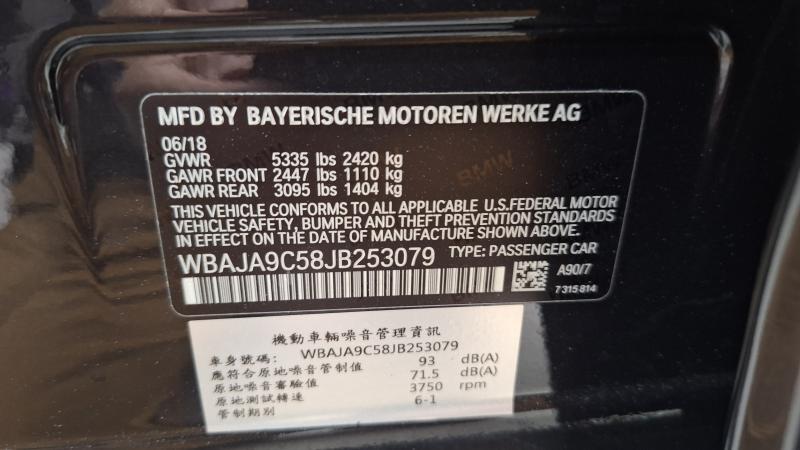 MFD BY BAYERISCHE MOTOREN WERKE AG
06/18
GVWR 5335 lbs 2420 kg
GAWR FRONT 2447 lbs 1110 kg
GAWR REAR 3095 lbs 1404 kg
THIS VEHICLE CONFORMS TO ALL APPLICABLE U.S.FEDERAL MOTOR
VEHICLE SAFETY, BUMPER AND THEFT PREVENTION STANDARDS
IN EFFECT ON THE DATE OF MANUFACTURE SHOWN ABOVE.
WBAJA9C58JB253079 TYPE: PASSENGER CAR
A90/7
7 315 814
機動車輛噪音管理資訊
車身號碼: WBAJA9C58JB253079
應符合原地噪音管制值 93 dB(A)
原地噪音審驗值 71.5 dB(A)
原地測試轉速 3750 rpm
管制期別 6-1